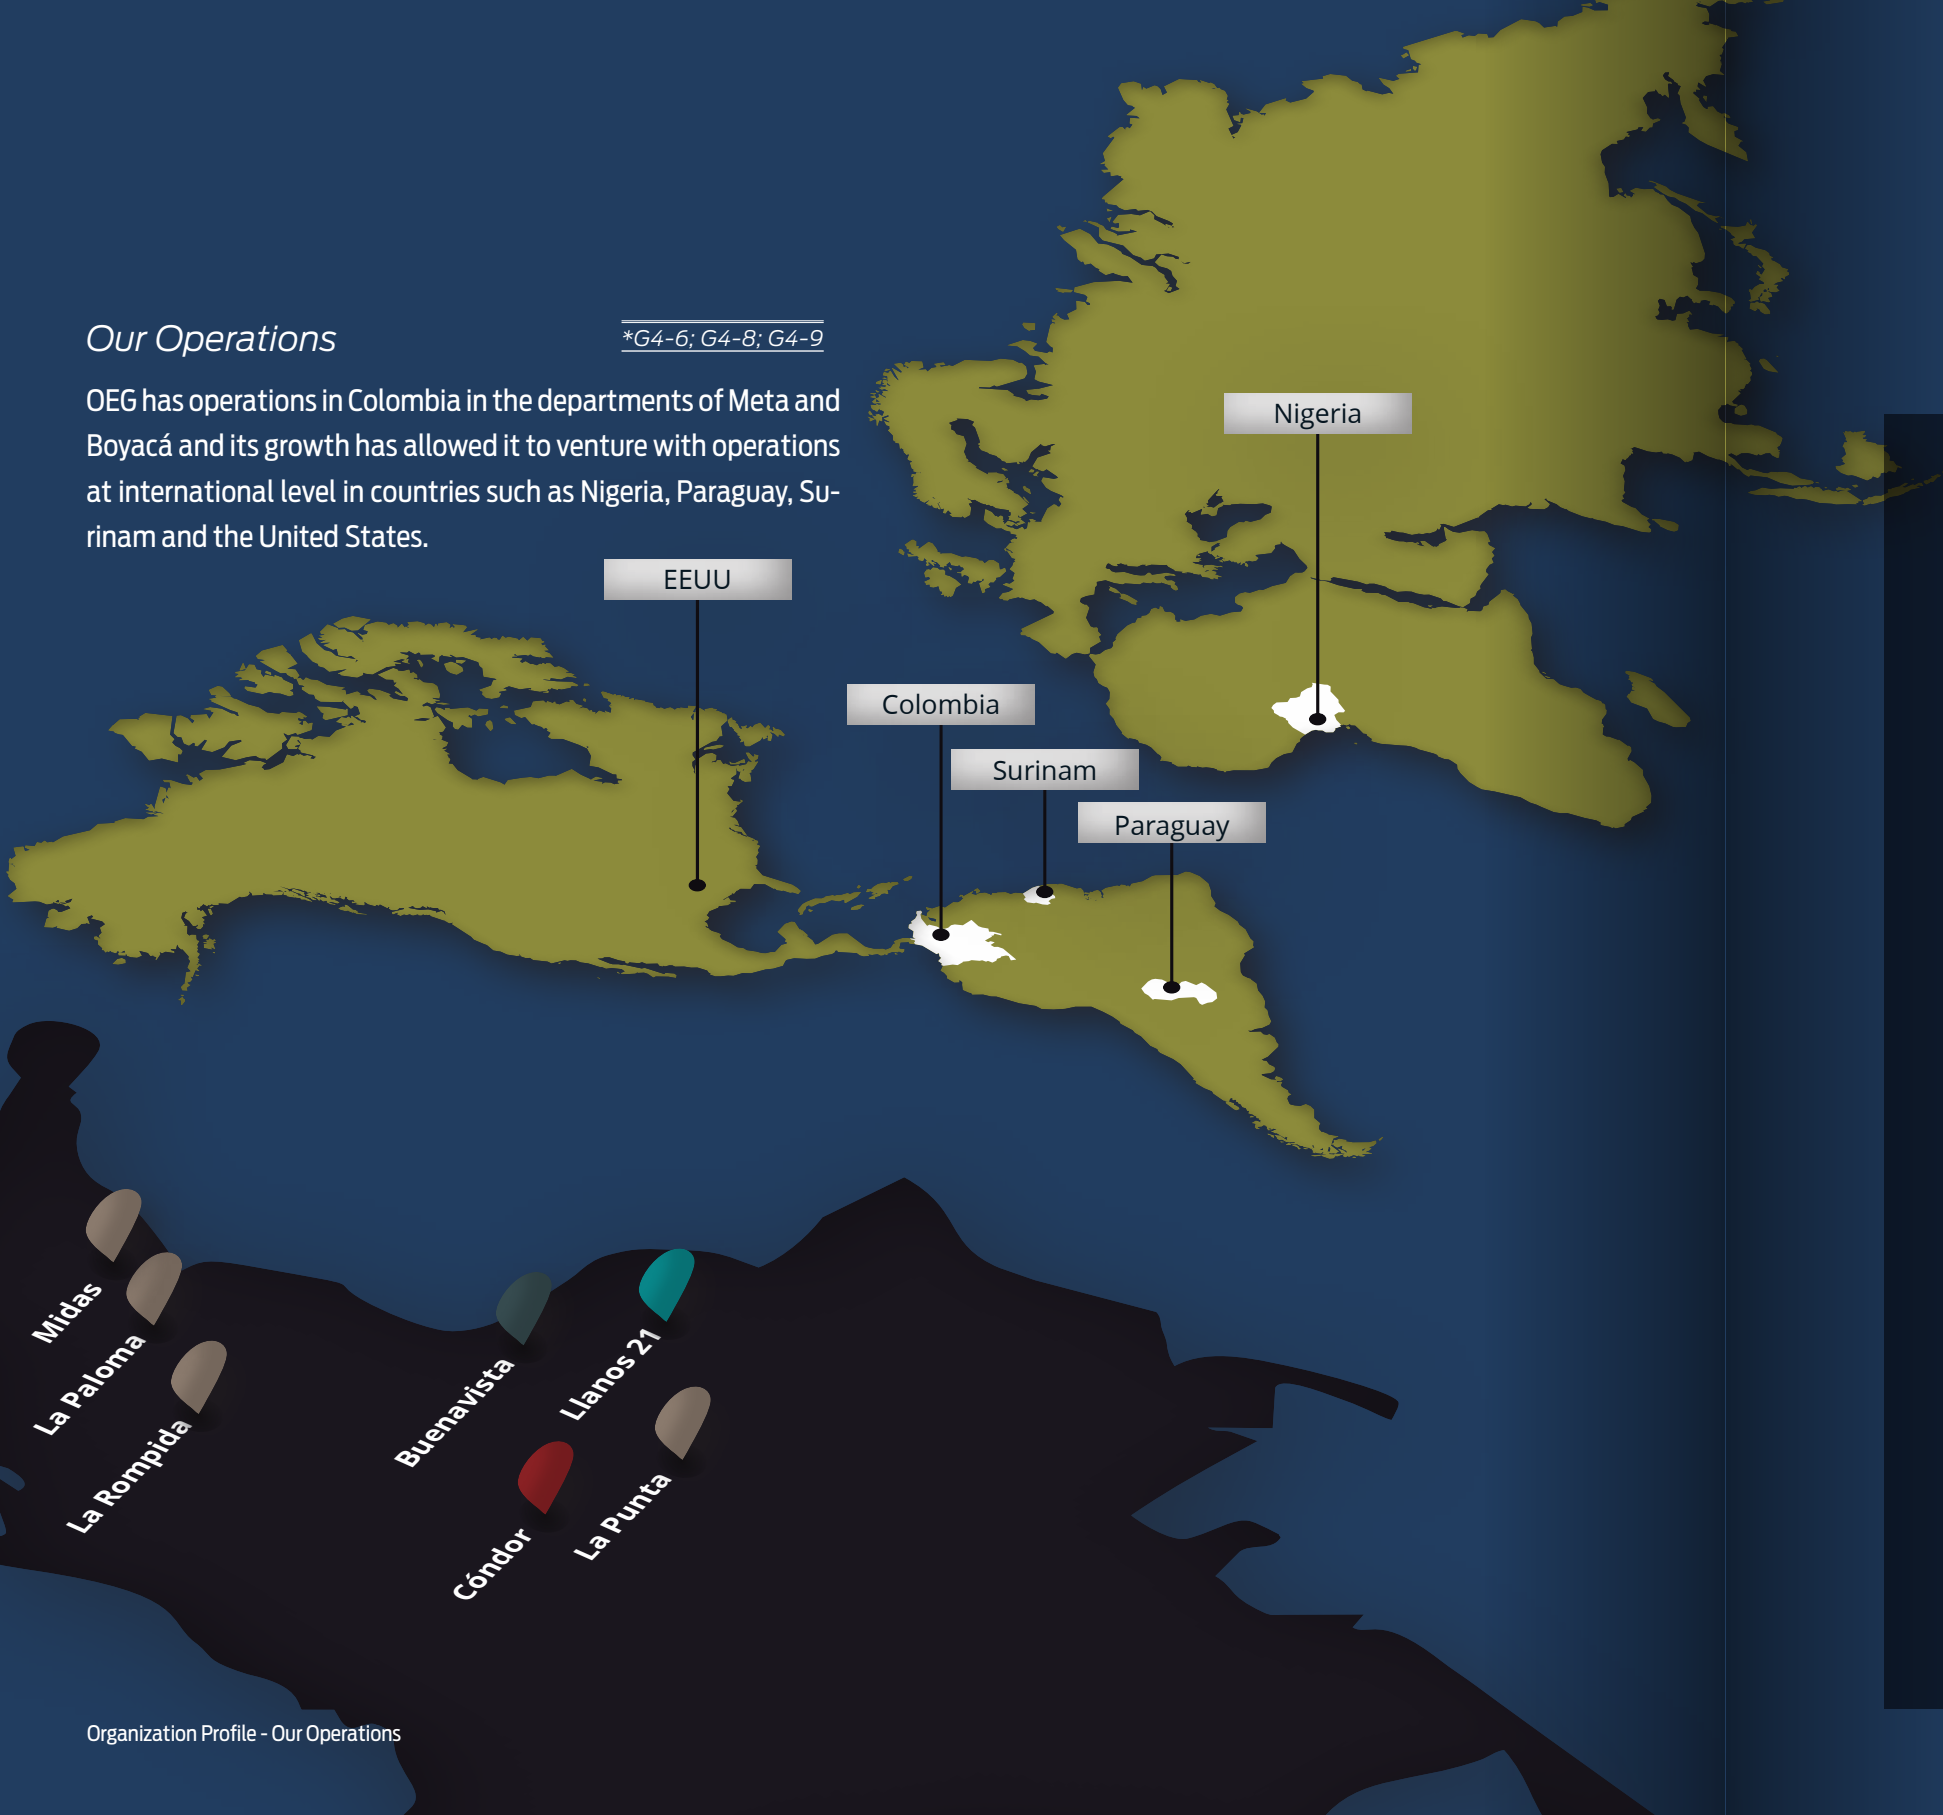 Our Operations
*G4-6; G4-8; G4-9
OEG has operations in Colombia in the departments of Meta and
Boyacá and its growth has allowed it to venture with operations
at international level in countries such as Nigeria, Paraguay, Su-
rinam and the United States.
Nigeria
EEUU
Colombia
Surinam
Paraguay
Midas
La Paloma
La Rompida
Buenavista
Llanos 21
Cóndor
La Punta
Organization Profile - Our Operations